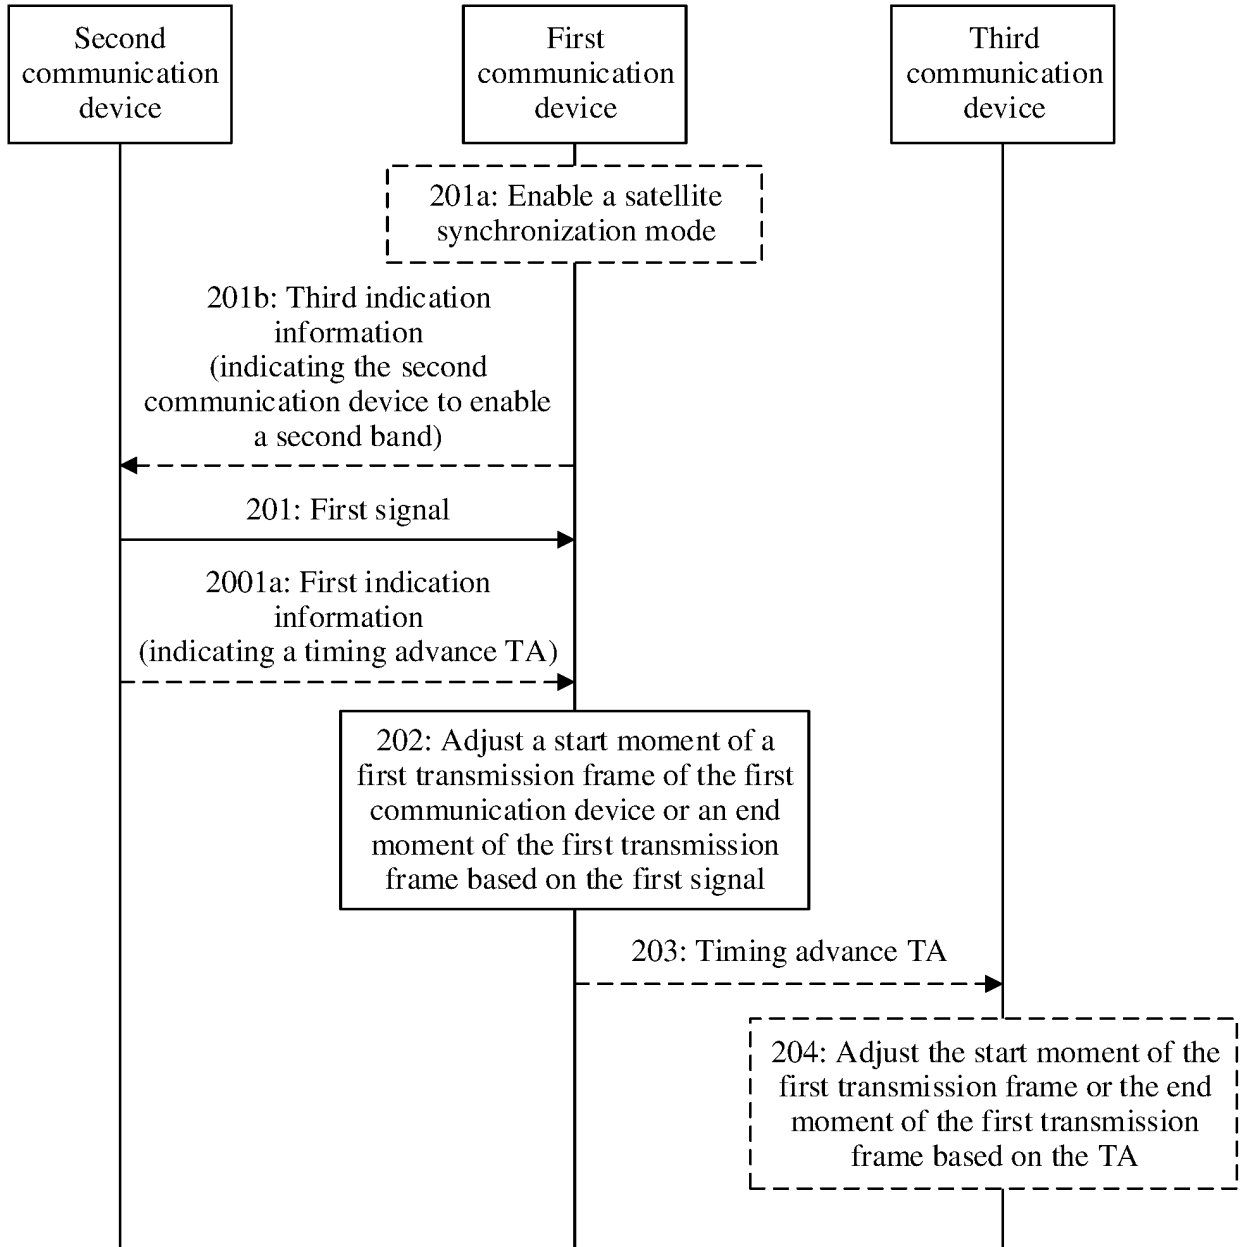 Second
communication
device
First
communication
device
Third
communication
device
201a: Enable a satellite
synchronization mode
201b: Third indication
information
(indicating the second
communication device to enable
a second band)
201: First signal
2001a: First indication
information
(indicating a timing advance TA)
202: Adjust a start moment of a
first transmission frame of the first
communication device or an end
moment of the first transmission
frame based on the first signal
203: Timing advance TA
204: Adjust the start moment of the
first transmission frame or the end
moment of the first transmission
frame based on the TA